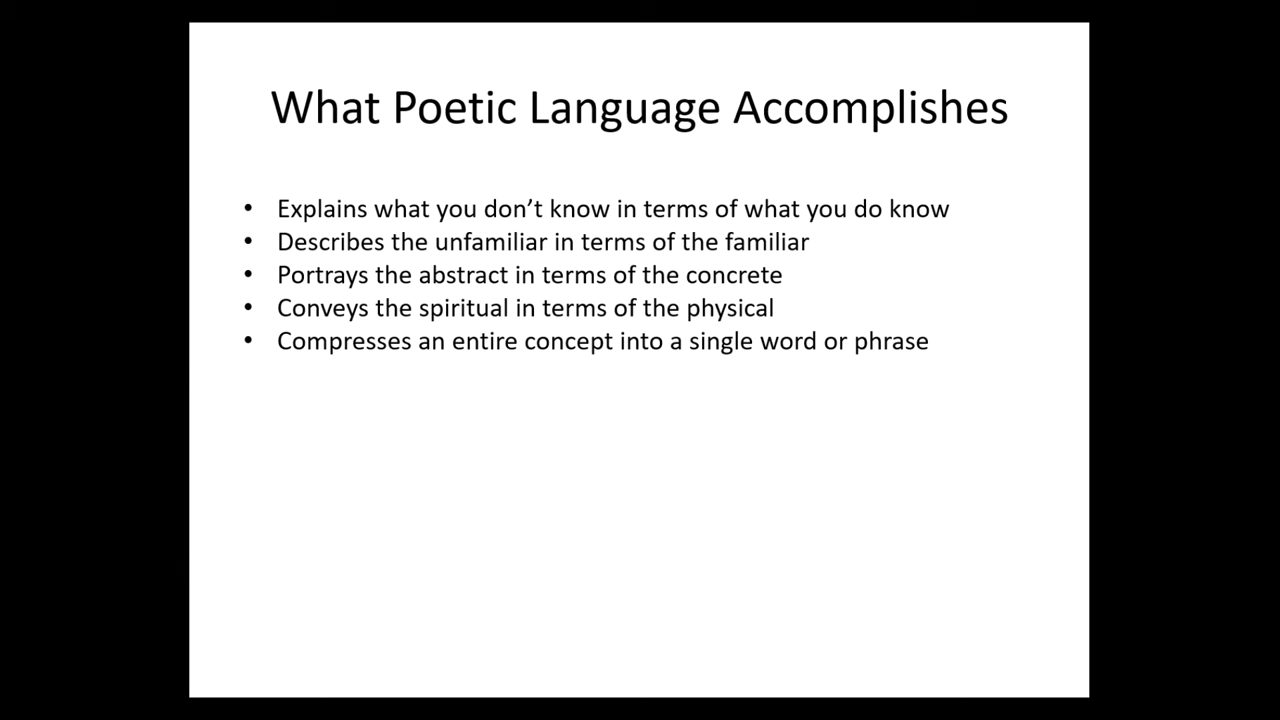 What Poetic Language Accomplishes
• Explains what you don’t know in terms of what you do know
• Describes the unfamiliar in terms of the familiar
• Portrays the abstract in terms of the concrete
• Conveys the spiritual in terms of the physical
• Compresses an entire concept into a single word or phrase